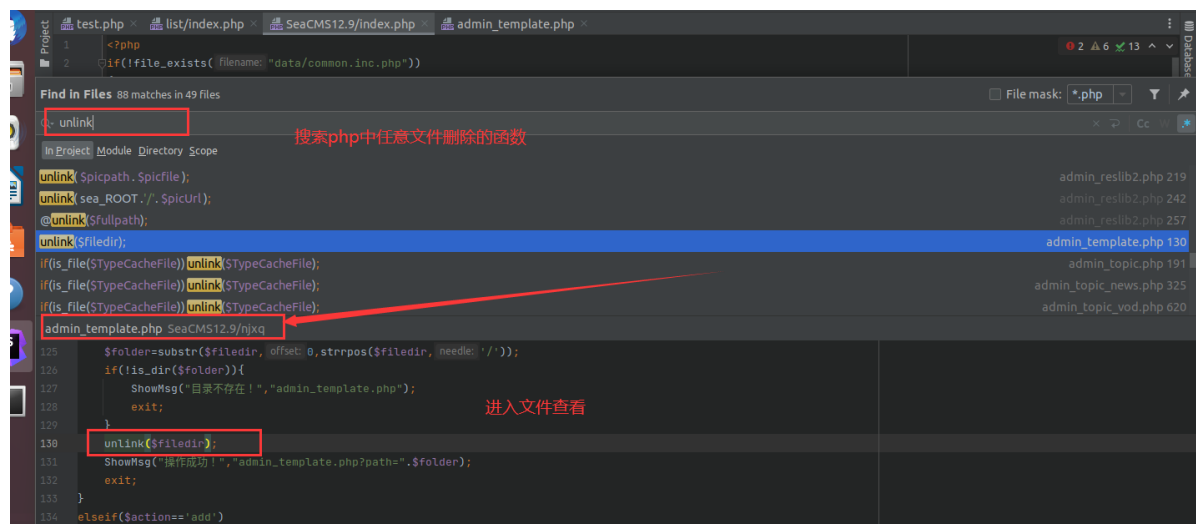 test.php × list/index.php × SeaCMS12.9/index.php × admin_template.php ×
Project
Database
1 <?php
2 if(!file_exists( filename: "data/common.inc.php"))
2 6 13
Find in Files 88 matches in 49 files
File mask: *.php
unlink
Cc W .*
搜索php中任意文件删除的函数
In Project Module Directory Scope
unlink( $picpath . $picfile); admin_reslib2.php 219
unlink( sea_ROOT.'/'. $picUrl); admin_reslib2.php 242
@unlink($fullpath); admin_reslib2.php 257
unlink($filedir); admin_template.php 130
if(is_file($TypeCacheFile)) unlink($TypeCacheFile); admin_topic.php 191
if(is_file($TypeCacheFile)) unlink($TypeCacheFile); admin_topic_news.php 325
if(is_file($TypeCacheFile)) unlink($TypeCacheFile); admin_topic_vod.php 620
admin_template.php SeaCMS12.9/njxq
125 $folder=substr($filedir, offset: 0,strrpos($filedir, needle: '/'));
126 if(!is_dir($folder)){
127 ShowMsg("目录不存在！","admin_template.php");
128 exit;
129 }
进入文件查看
130 unlink($filedir);
131 ShowMsg("操作成功！","admin_template.php?path=".$folder);
132 exit;
133 }
134 elseif($action=='add')